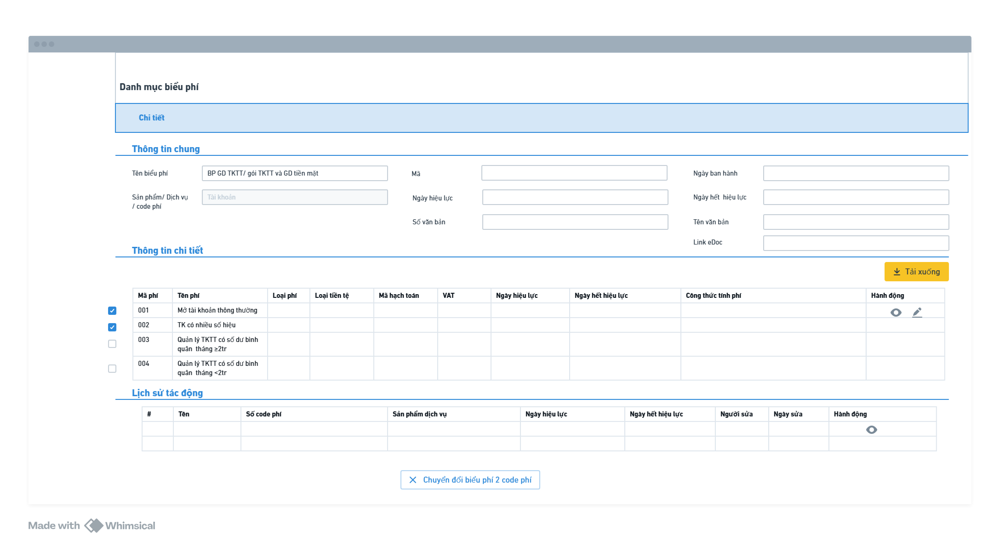 Danh mục biểu phí
Chi tiết
Thông tin chung
Tên biểu phí BP GD TKTT/ gói TKTT và GD tiền mặt Mã Ngày ban hành
Sản phẩm/ Dịch vụ / code phí Tài khoản Ngày hiệu lực Ngày hết hiệu lực
Số văn bản Tên văn bản
Link eDoc
Thông tin chi tiết
Tải xuống
Mã phí Tên phí Loại phí Loại tiền tệ Mã hạch toán VAT Ngày hiệu lực Ngày hết hiệu lực Công thức tính phí Hành động
001 Mở tài khoản thông thường
002 TK có nhiều số hiệu
003 Quản lý TKTT có số dư bình
quân tháng ≥2tr
004 Quản lý TKTT có số dư bình
quân tháng <2tr
Lịch sử tác động
# Tên Số code phí Sản phẩm dịch vụ Ngày hiệu lực Ngày hết hiệu lực Người sửa Ngày sửa Hành động
Chuyển đổi biểu phí 2 code phí
Made with Whimsical